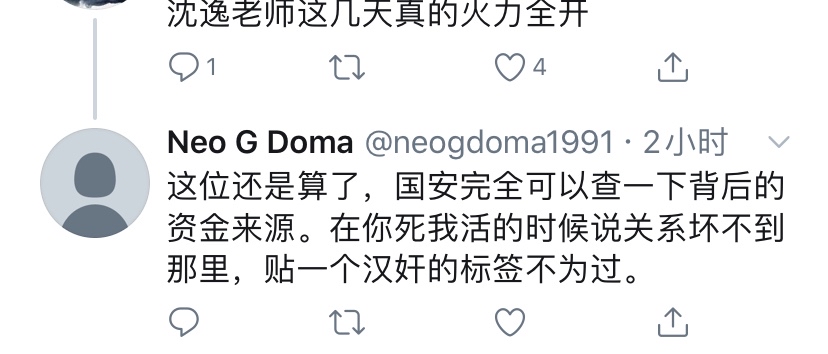 沈逸老师这几天真的火力全开
1 4
Neo G Doma @neogdoma1991 · 2小时
这位还是算了，国安完全可以查一下背后的
资金来源。在你死我活的时候说关系坏不到
那里，贴一个汉奸的标签不为过。